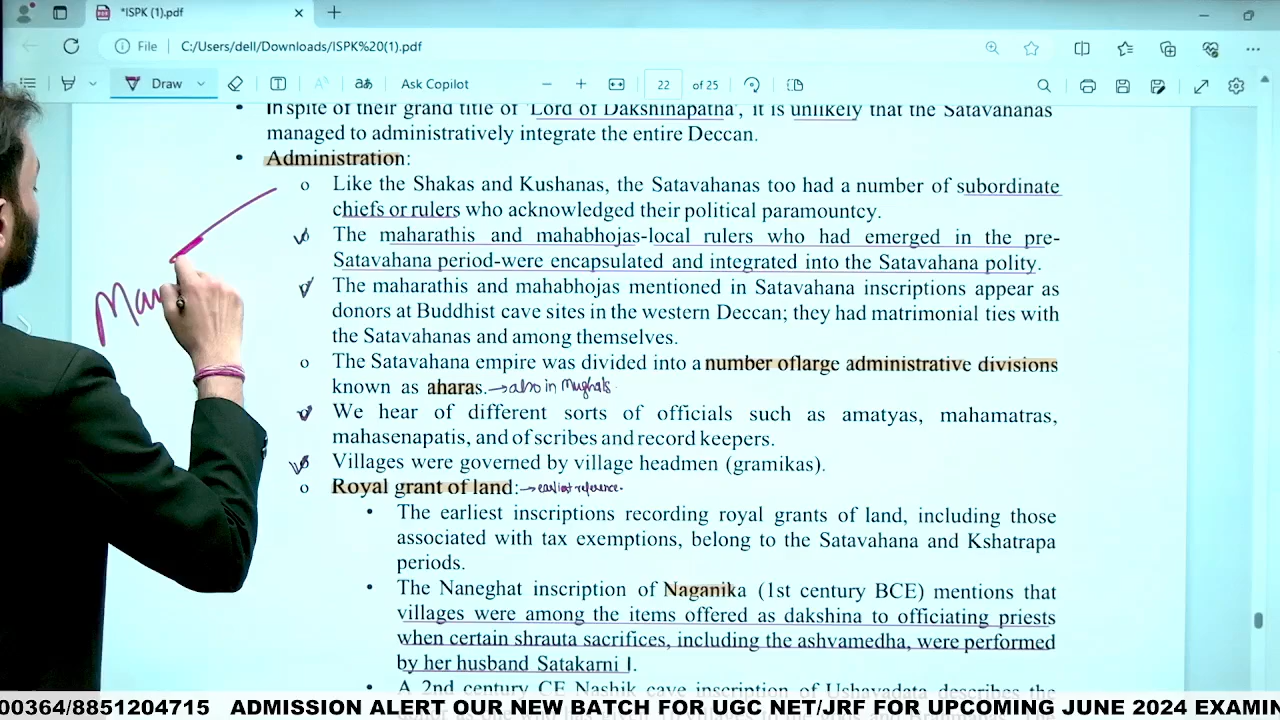 *ISPK (1).pdf
File C:/Users/dell/Downloads/ISPK%20(1).pdf
Draw Ask Copilot 22 of 25
In spite of their grand title of 'Lord of Dakshinapatha', it is unlikely that the Satavahanas
managed to administratively integrate the entire Deccan.
• Administration:
o Like the Shakas and Kushanas, the Satavahanas too had a number of subordinate
chiefs or rulers who acknowledged their political paramountcy.
The maharathis and mahabhojas-local rulers who had emerged in the pre-
Satavahana period-were encapsulated and integrated into the Satavahana polity.
The maharathis and mahabhojas mentioned in Satavahana inscriptions appear as
donors at Buddhist cave sites in the western Deccan; they had matrimonial ties with
the Satavahanas and among themselves.
o The Satavahana empire was divided into a number oflarge administrative divisions
known as aharas. → also in Mughals.
We hear of different sorts of officials such as amatyas, mahamatras,
mahasenapatis, and of scribes and record keepers.
Villages were governed by village headmen (gramikas).
o Royal grant of land: → earliest reference.
• The earliest inscriptions recording royal grants of land, including those
associated with tax exemptions, belong to the Satavahana and Kshatrapa
periods.
• The Naneghat inscription of Naganika (1st century BCE) mentions that
villages were among the items offered as dakshina to officiating priests
when certain shrauta sacrifices, including the ashvamedha, were performed
by her husband Satakarni I.
• A 2nd century CE Nashik cave inscription of Ushavadata describes the
00364/8851204715 ADMISSION ALERT OUR NEW BATCH FOR UGC NET/JRF FOR UPCOMING JUNE 2024 EXAMIN